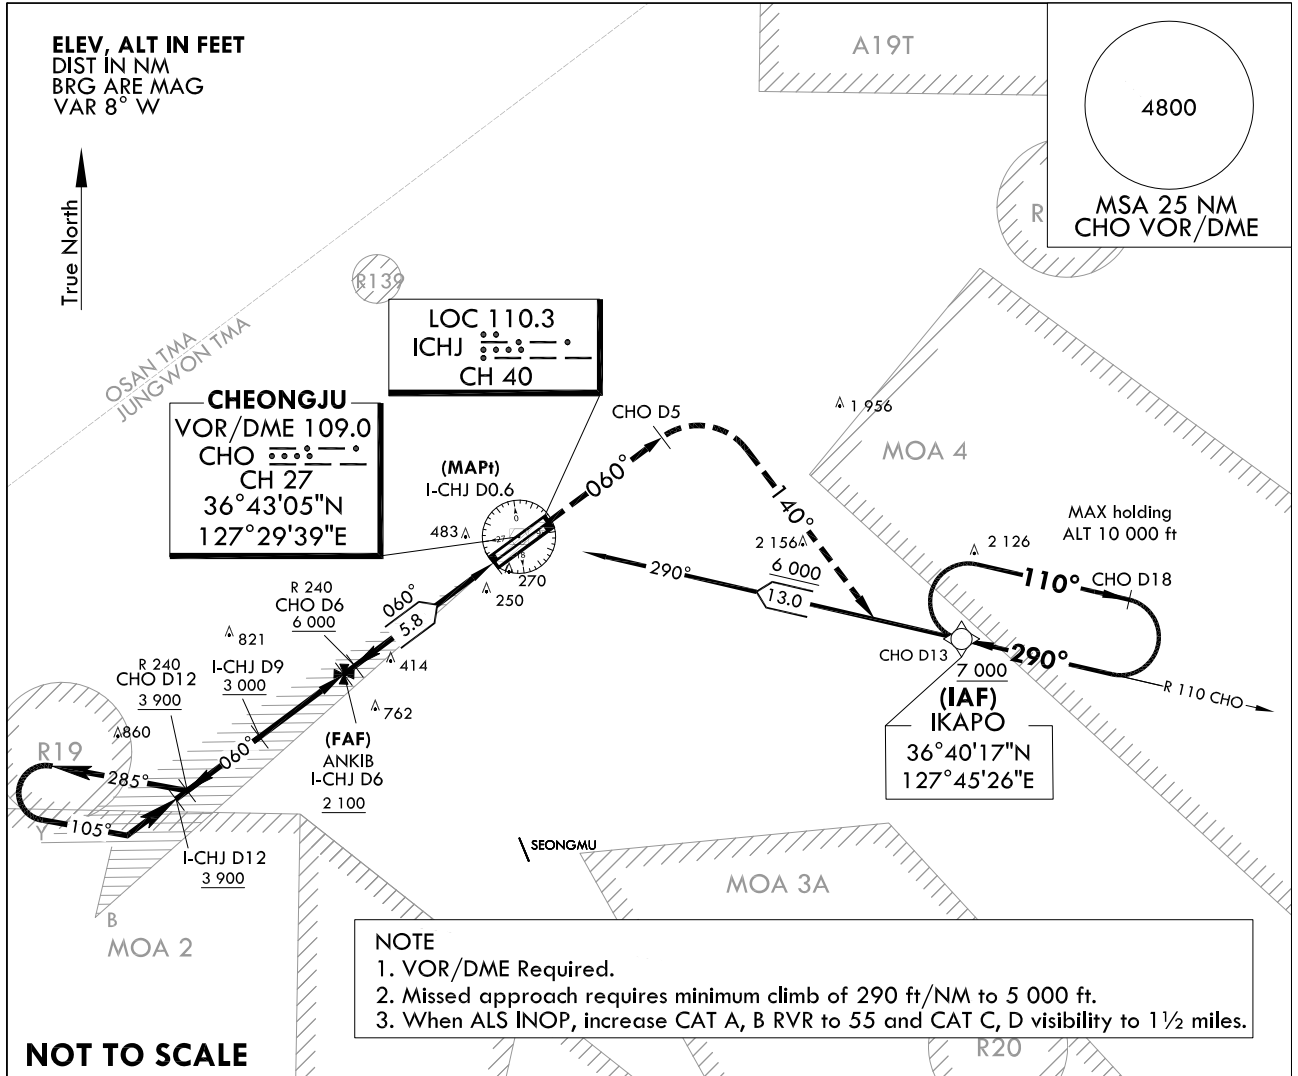 ELEV, ALT IN FEET
DIST IN NM
BRG ARE MAG
VAR 8° W
True North
A19T
4800
MSA 25 NM
CHO VOR/DME
R
R139
OSAN TMA
JUNGWON TMA
LOC 110.3
ICHJ
CH 40
CHEONGJU
VOR/DME 109.0
CHO
CH 27
36°43'05"N
127°29'39"E
CHO D5
1 956
MOA 4
(MAPt)
I-CHJ D0.6
060°
140°
483
0
27
18
270
250
2 156
6 000
13.0
290°
2 126
MAX holding
ALT 10 000 ft
110°
CHO D18
290°
R 110 CHO
CHO D13
7 000
(IAF)
IKAPO
36°40'17"N
127°45'26"E
R 240
CHO D6
6 000
060°
5.8
414
821
I-CHJ D9
3 000
762
R 240
CHO D12
3 900
(FAF)
ANKIB
I-CHJ D6
2 100
860
R19
060°
285°
105°
Y
I-CHJ D12
3 900
B
MOA 2
SEONGMU
MOA 3A
NOTE
1. VOR/DME Required.
2. Missed approach requires minimum climb of 290 ft/NM to 5 000 ft.
3. When ALS INOP, increase CAT A, B RVR to 55 and CAT C, D visibility to 1½ miles.
R20
NOT TO SCALE